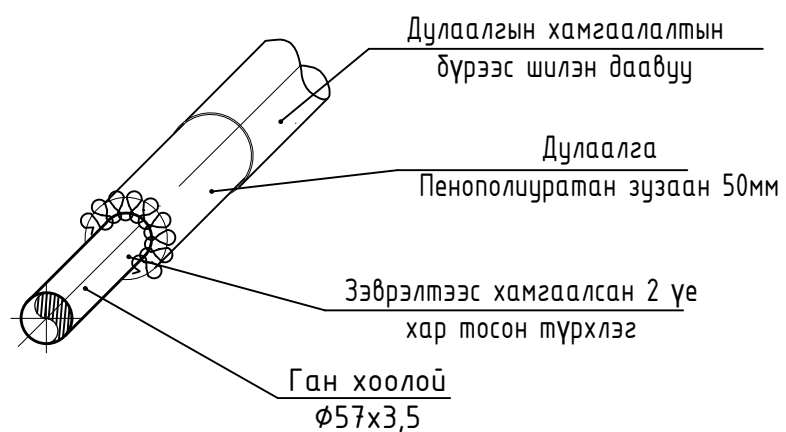 Дулаалгын хамгаалалтын
бүрээс шилэн даавуу
Дулаалга
Пенополиуратан зузаан 50мм
Зэврэлтээс хамгаалсан 2 үе
хар тосон түрхлэг
Ган хоолой
Ф57х3,5